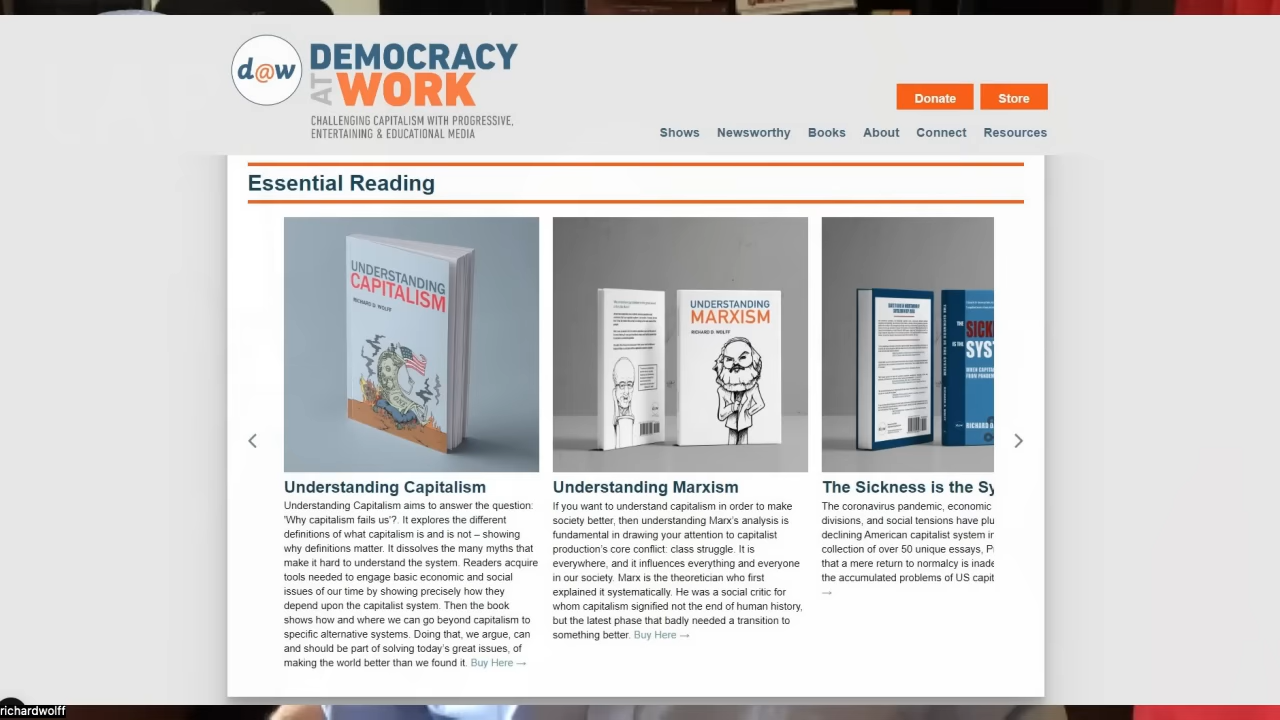 d@w
DEMOCRACY
AT WORK
CHALLENGING CAPITALISM WITH PROGRESSIVE,
ENTERTAINING & EDUCATIONAL MEDIA
Donate
Store
Shows
Newsworthy
Books
About
Connect
Resources
Essential Reading
UNDERSTANDING
CAPITALISM
RICHARD D. WOLFF
Understanding Capitalism
Understanding Capitalism aims to answer the question:
'Why capitalism fails us'?. It explores the different
definitions of what capitalism is and is not – showing
why definitions matter. It dissolves the many myths that
make it hard to understand the system. Readers acquire
tools needed to engage basic economic and social
issues of our time by showing precisely how they
depend upon the capitalist system. Then the book
shows how and where we can go beyond capitalism to
specific alternative systems. Doing that, we argue, can
and should be part of solving today's great issues, of
making the world better than we found it. Buy Here →
UNDERSTANDING
MARXISM
RICHARD D. WOLFF
Understanding Marxism
If you want to understand capitalism in order to make
society better, then understanding Marx's analysis is
fundamental in drawing your attention to capitalist
production's core conflict: class struggle. It is
everywhere, and it influences everything and everyone
in our society. Marx is the theoretician who first
explained it systematically. He was a social critic for
whom capitalism signified not the end of human history,
but the latest phase that badly needed a transition to
something better. Buy Here →
THE SICK
IS THE SYS
WHEN CAPITA
FROM PANDEM
RICHARD D
The Sickness is the Sy
The coronavirus pandemic, economic
divisions, and social tensions have plu
declining American capitalist system in
collection of over 50 unique essays, P
that a mere return to normalcy is inade
the accumulated problems of US capit
→
richardwolff